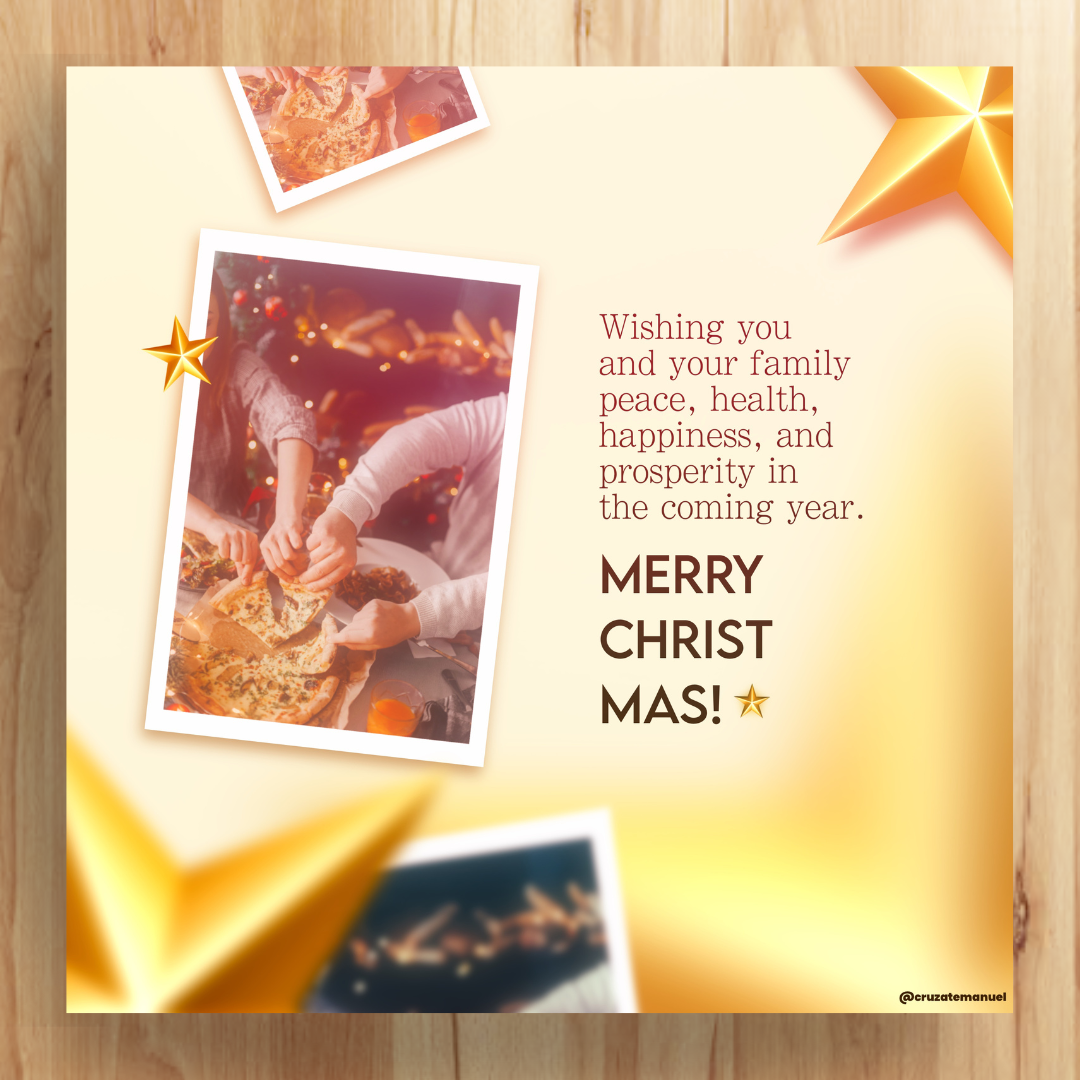 Wishing you
and your family
peace, health,
happiness, and
prosperity in
the coming year.
MERRY
CHRIST
MAS!
@cruzatemanuel